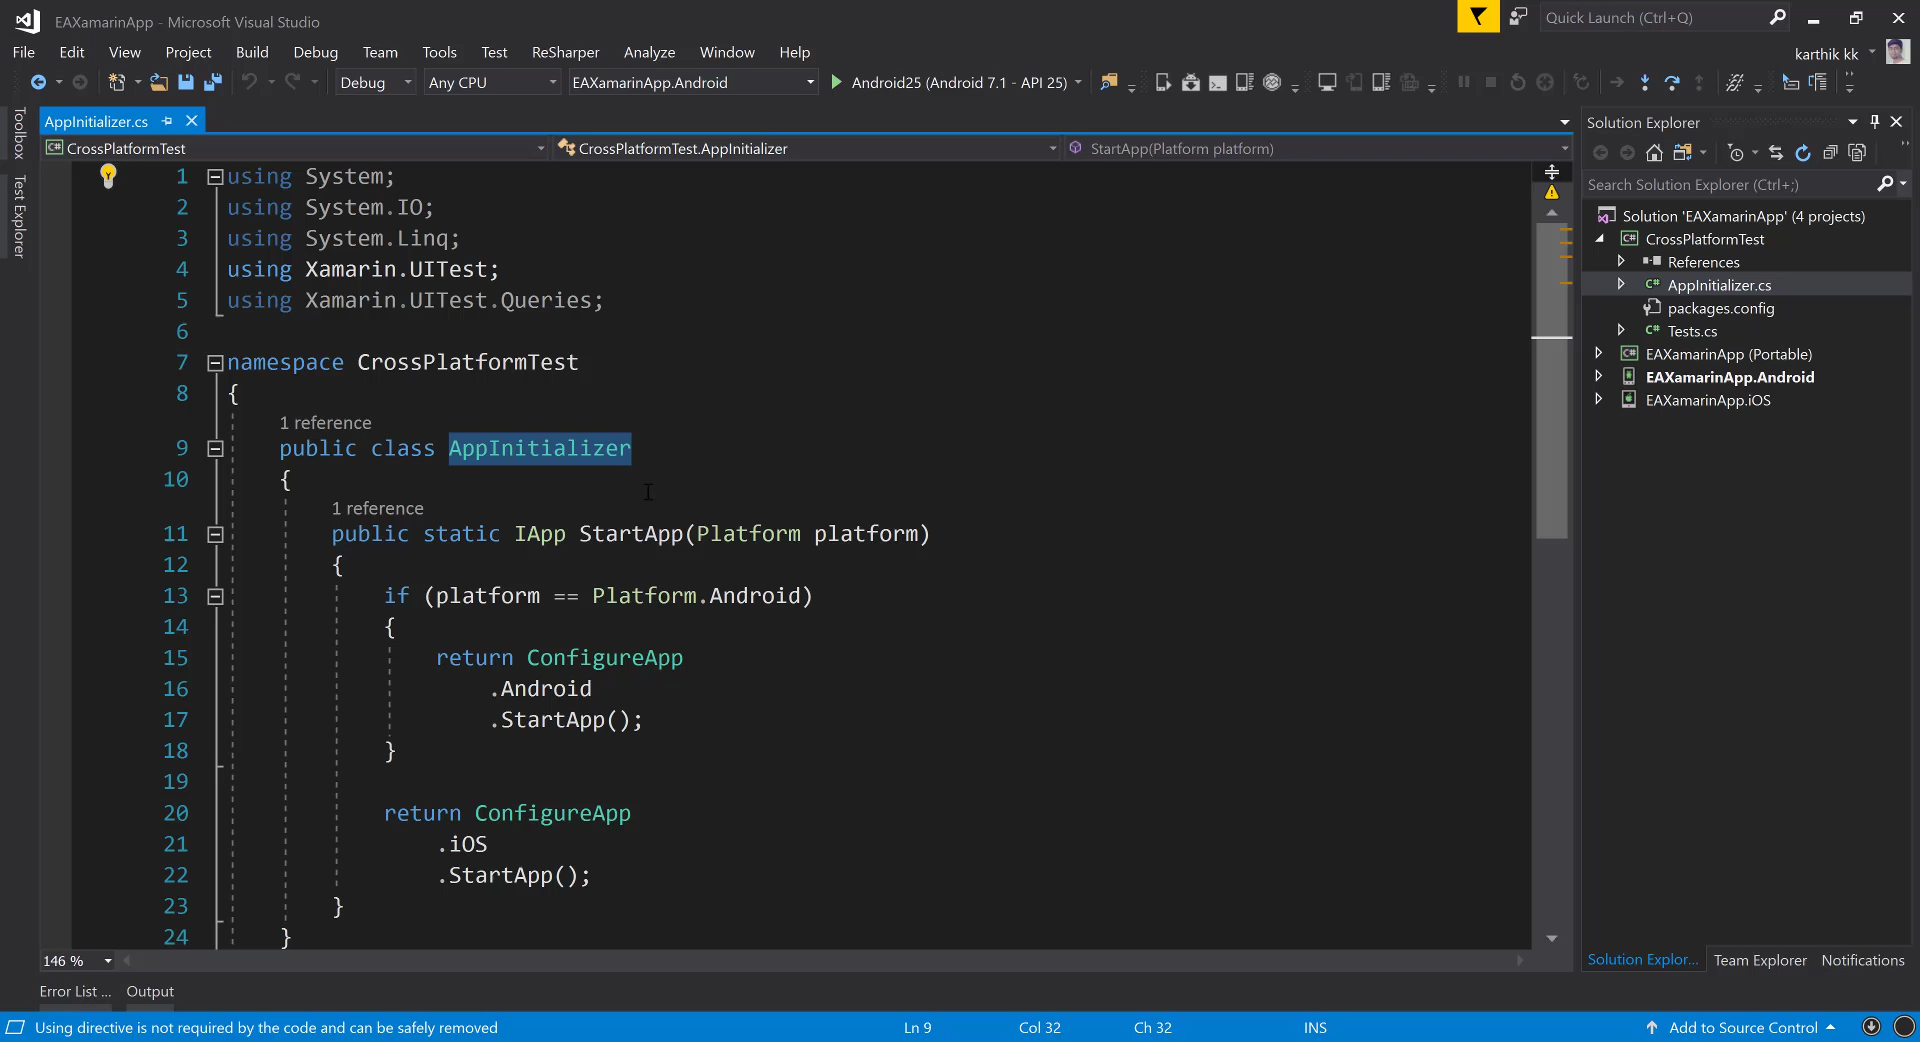 EAXamarinApp - Microsoft Visual Studio
Quick Launch (Ctrl+Q)
File Edit View Project Build Debug Team Tools Test ReSharper Analyze Window Help
karthik kk
Debug Any CPU EAXamarinApp.Android Android25 (Android 7.1 - API 25)
Toolbox
Test Explorer
AppInitializer.cs
CrossPlatformTest CrossPlatformTest.AppInitializer StartApp(Platform platform)
1 using System;
2 using System.IO;
3 using System.Linq;
4 using Xamarin.UITest;
5 using Xamarin.UITest.Queries;
6
7 namespace CrossPlatformTest
8 {
1 reference
9 public class AppInitializer
10 {
1 reference
11 public static IApp StartApp(Platform platform)
12 {
13 if (platform == Platform.Android)
14 {
15 return ConfigureApp
16 .Android
17 .StartApp();
18 }
19
20 return ConfigureApp
21 .iOS
22 .StartApp();
23 }
24 }
146 %
Solution Explorer
Search Solution Explorer (Ctrl+;)
Solution 'EAXamarinApp' (4 projects)
C# CrossPlatformTest
References
C# AppInitializer.cs
packages.config
C# Tests.cs
C# EAXamarinApp (Portable)
EAXamarinApp.Android
EAXamarinApp.iOS
Solution Explor... Team Explorer Notifications
Error List ... Output
Using directive is not required by the code and can be safely removed
Ln 9 Col 32 Ch 32 INS
Add to Source Control